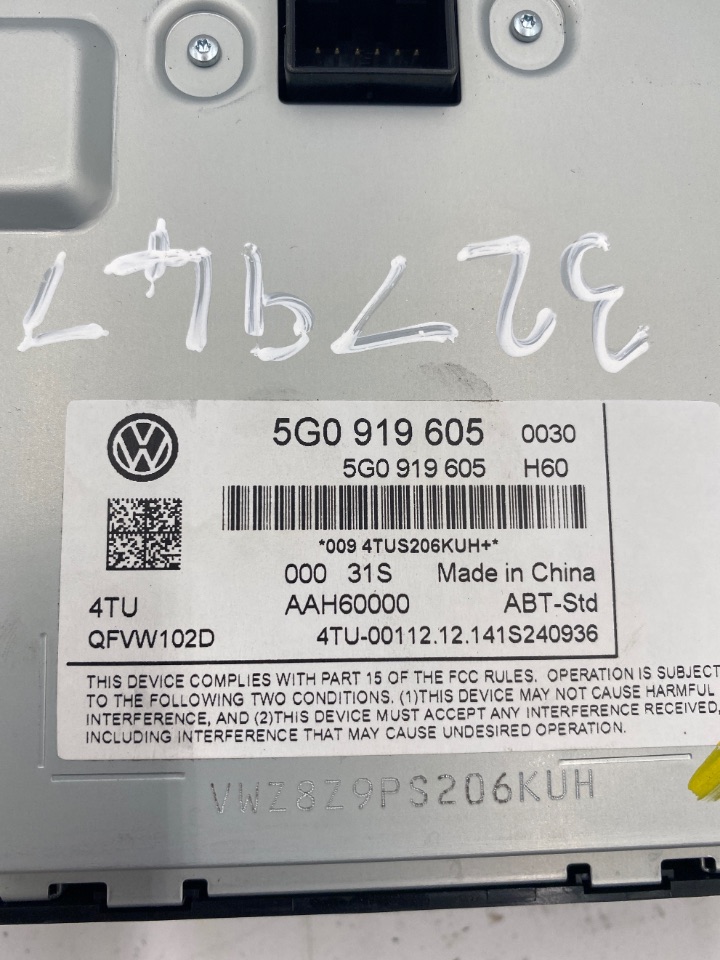 327947
5G0 919 605 0030
5G0 919 605 H60
*009 4TUS206KUH+*
000 31S Made in China
4TU AAH60000 ABT-Std
QFVW102D 4TU-00112.12.141S240936
THIS DEVICE COMPLIES WITH PART 15 OF THE FCC RULES. OPERATION IS SUBJECT
TO THE FOLLOWING TWO CONDITIONS. (1)THIS DEVICE MAY NOT CAUSE HARMFUL
INTERFERENCE, AND (2)THIS DEVICE MUST ACCEPT ANY INTERFERENCE RECEIVED,
INCLUDING INTERFERENCE THAT MAY CAUSE UNDESIRED OPERATION.
VWZ8Z9PS206KUH